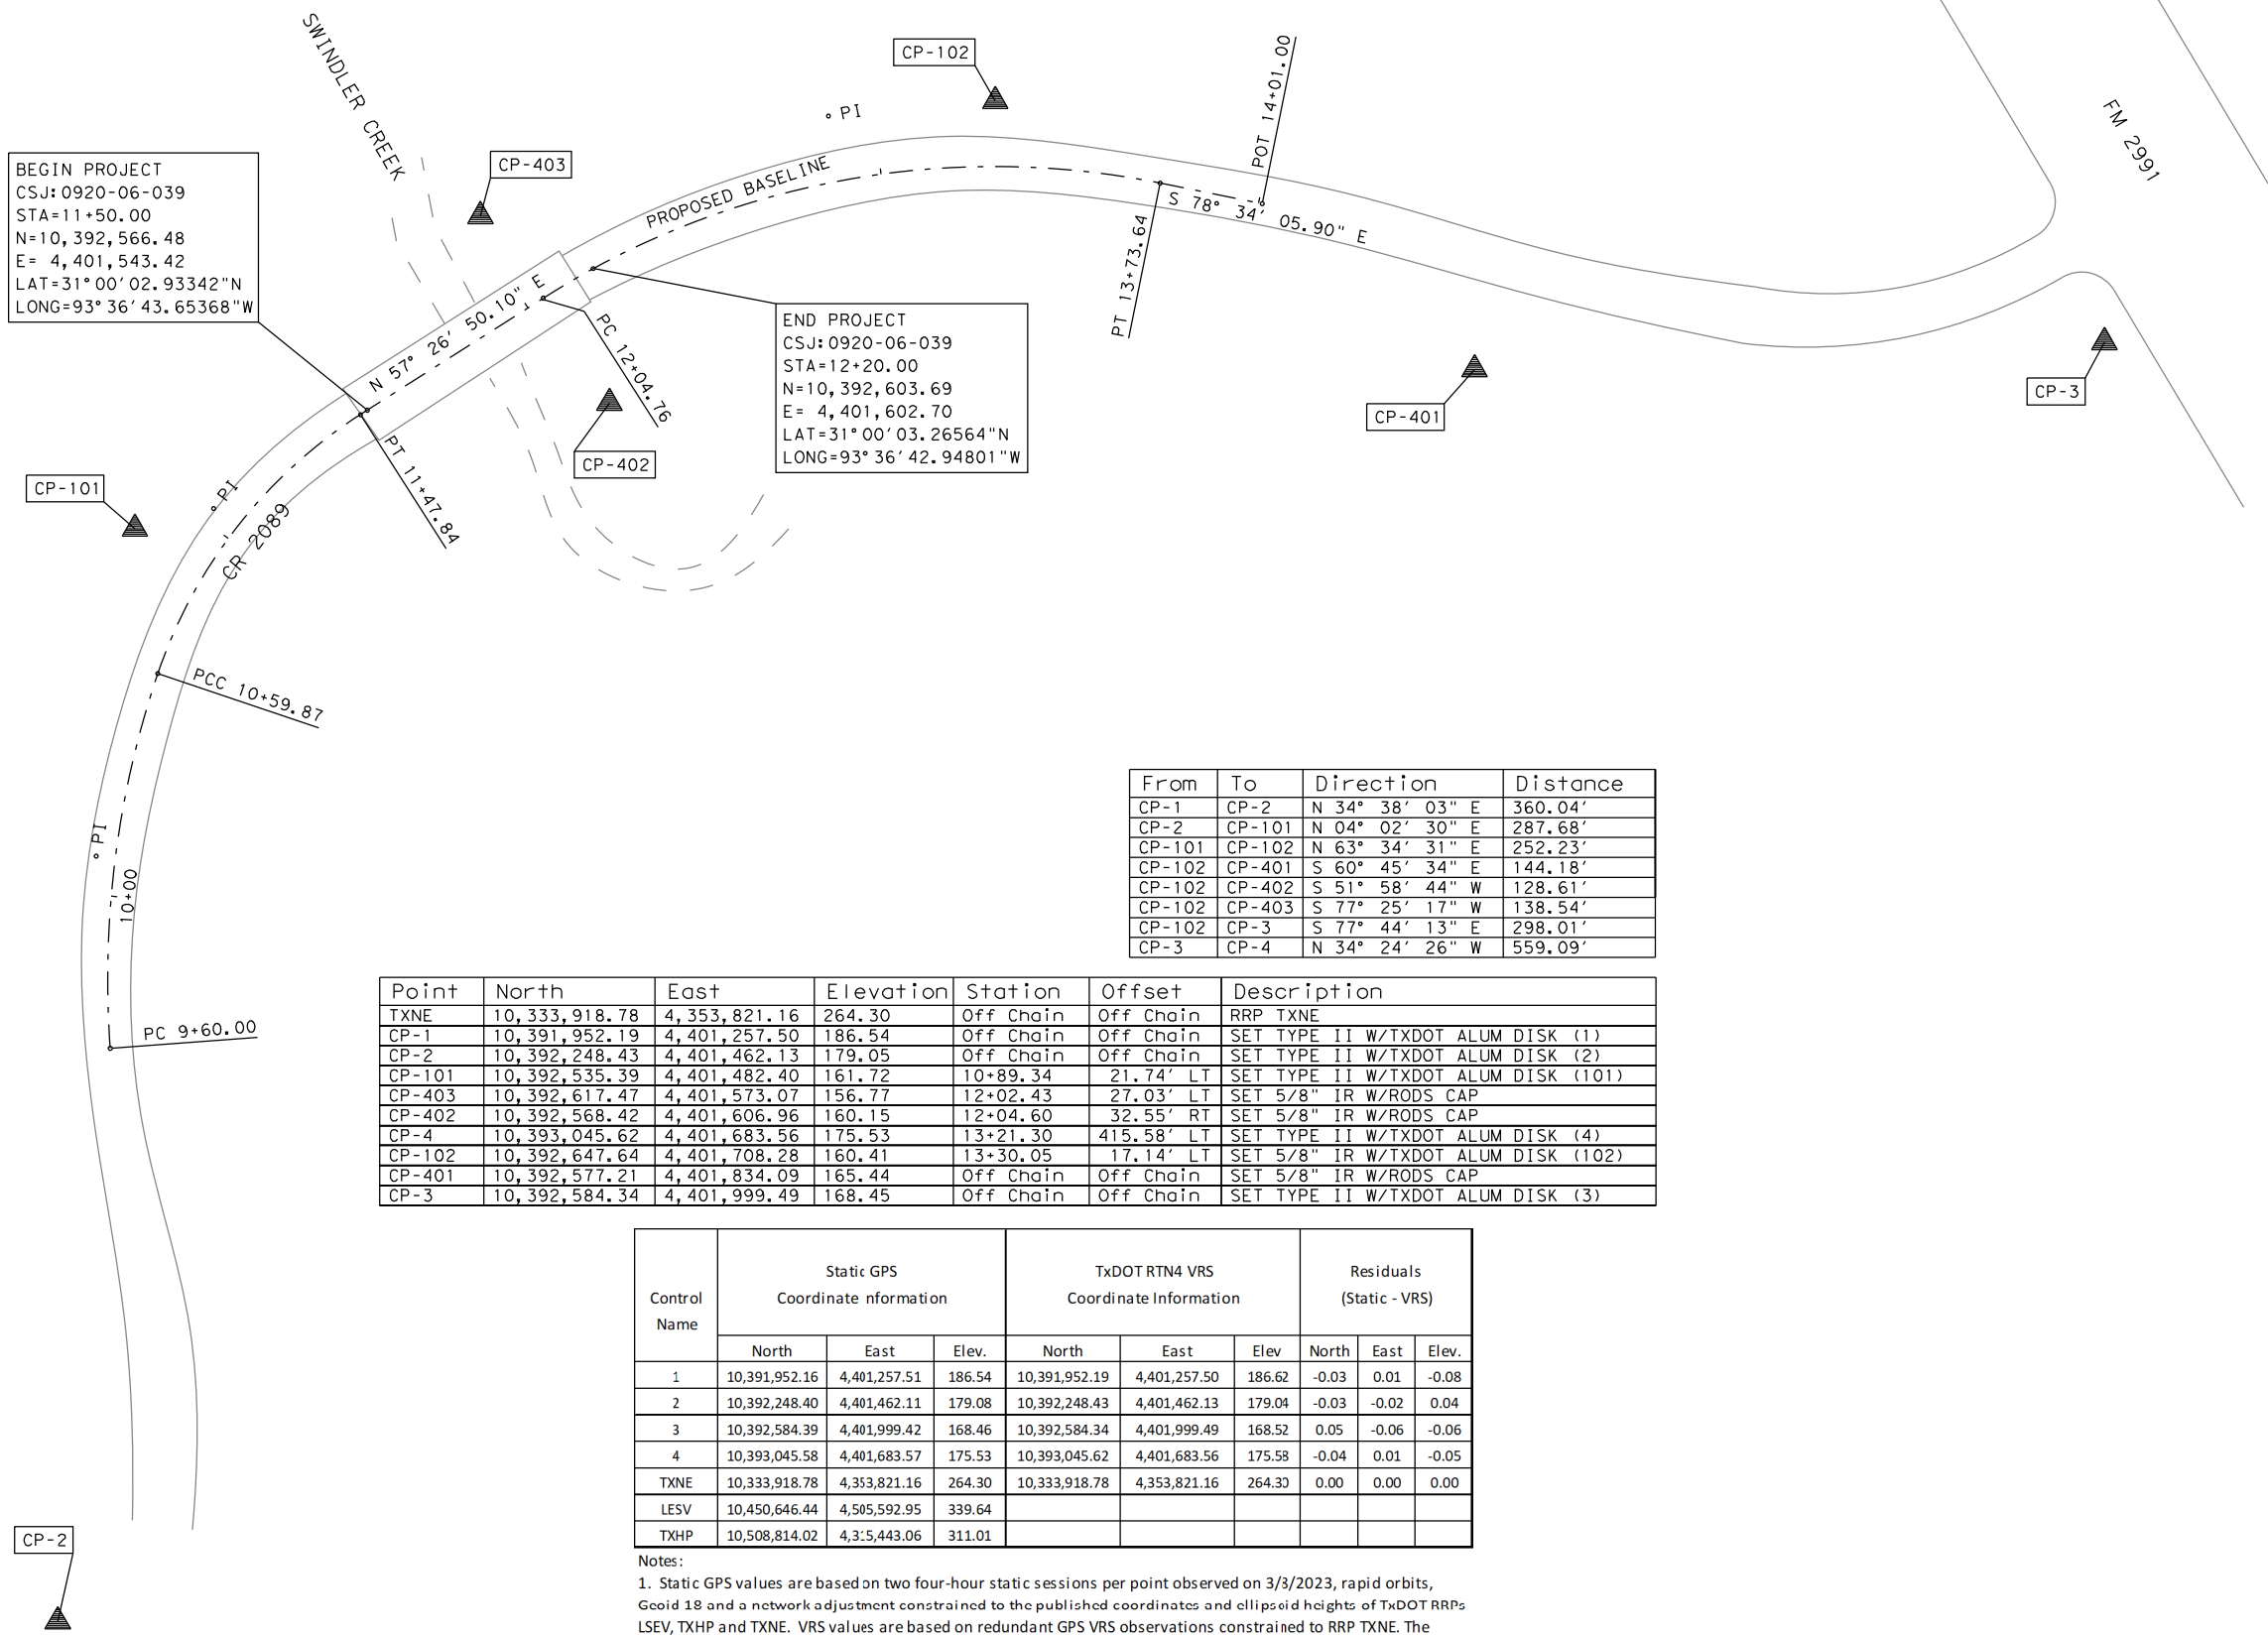 SWINDLER CREEK
CP-102
PI
POT 14+01.00
FM 2991
BEGIN PROJECT
CSJ:0920-06-039
STA=11+50.00
N=10,392,566.48
E= 4,401,543.42
LAT=31°00'02.93342"N
LONG=93°36'43.65368"W
CP-403
PROPOSED BASELINE
S 78° 34' 05.90" E
PT 13+73.64
N 57° 26' 50.10" E
PC 12+04.76
END PROJECT
CSJ:0920-06-039
STA=12+20.00
N=10,392,603.69
E= 4,401,602.70
LAT=31°00'03.26564"N
LONG=93°36'42.94801"W
CP-401
CP-3
CP-402
PT 11+47.84
CP-101
PI
CR 2089
PCC 10+59.87
PI
10+00
PC 9+60.00
From To Direction Distance
CP-1 CP-2 N 34° 38' 03" E 360.04'
CP-2 CP-101 N 04° 02' 30" E 287.68'
CP-101 CP-102 N 63° 34' 31" E 252.23'
CP-102 CP-401 S 60° 45' 34" E 144.18'
CP-102 CP-402 S 51° 58' 44" W 128.61'
CP-102 CP-403 S 77° 25' 17" W 138.54'
CP-102 CP-3 S 77° 44' 13" E 298.01'
CP-3 CP-4 N 34° 24' 26" W 559.09'
Point North East Elevation Station Offset Description
TXNE 10,333,918.78 4,353,821.16 264.30 Off Chain Off Chain RRP TXNE
CP-1 10,391,952.19 4,401,257.50 186.54 Off Chain Off Chain SET TYPE II W/TXDOT ALUM DISK (1)
CP-2 10,392,248.43 4,401,462.13 179.05 Off Chain Off Chain SET TYPE II W/TXDOT ALUM DISK (2)
CP-101 10,392,535.39 4,401,482.40 161.72 10+89.34 21.74' LT SET TYPE II W/TXDOT ALUM DISK (101)
CP-403 10,392,617.47 4,401,573.07 156.77 12+02.43 27.03' LT SET 5/8" IR W/RODS CAP
CP-402 10,392,568.42 4,401,606.96 160.15 12+04.60 32.55' RT SET 5/8" IR W/RODS CAP
CP-4 10,393,045.62 4,401,683.56 175.53 13+21.30 415.58' LT SET TYPE II W/TXDOT ALUM DISK (4)
CP-102 10,392,647.64 4,401,708.28 160.41 13+30.05 17.14' LT SET 5/8" IR W/TXDOT ALUM DISK (102)
CP-401 10,392,577.21 4,401,834.09 165.44 Off Chain Off Chain SET 5/8" IR W/RODS CAP
CP-3 10,392,584.34 4,401,999.49 168.45 Off Chain Off Chain SET TYPE II W/TXDOT ALUM DISK (3)
Control Name
Static GPS
Coordinate nformation
TxDOT RTN4 VRS
Coordinate Information
Residuals
(Static - VRS)
North East Elev. North East Elev North East Elev.
1 10,391,952.16 4,401,257.51 186.54 10,391,952.19 4,401,257.50 186.62 -0.03 0.01 -0.08
2 10,392,248.40 4,401,462.11 179.08 10,392,248.43 4,401,462.13 179.04 -0.03 -0.02 0.04
3 10,392,584.39 4,401,999.42 168.46 10,392,584.34 4,401,999.49 168.52 0.05 -0.06 -0.06
4 10,393,045.58 4,401,683.57 175.53 10,393,045.62 4,401,683.56 175.58 -0.04 0.01 -0.05
TXNE 10,333,918.78 4,353,821.16 264.30 10,333,918.78 4,353,821.16 264.30 0.00 0.00 0.00
LESV 10,450,646.44 4,505,592.95 339.64
TXHP 10,508,814.02 4,315,443.06 311.01
Notes:
1. Static GPS values are based on two four-hour static sessions per point observed on 3/8/2023, rapid orbits,
Geoid 18 and a network adjustment constrained to the published coordinates and ellipsoid heights of TxDOT RRPs
LSEV, TXHP and TXNE. VRS values are based on redundant GPS VRS observations constrained to RRP TXNE. The
CP-2